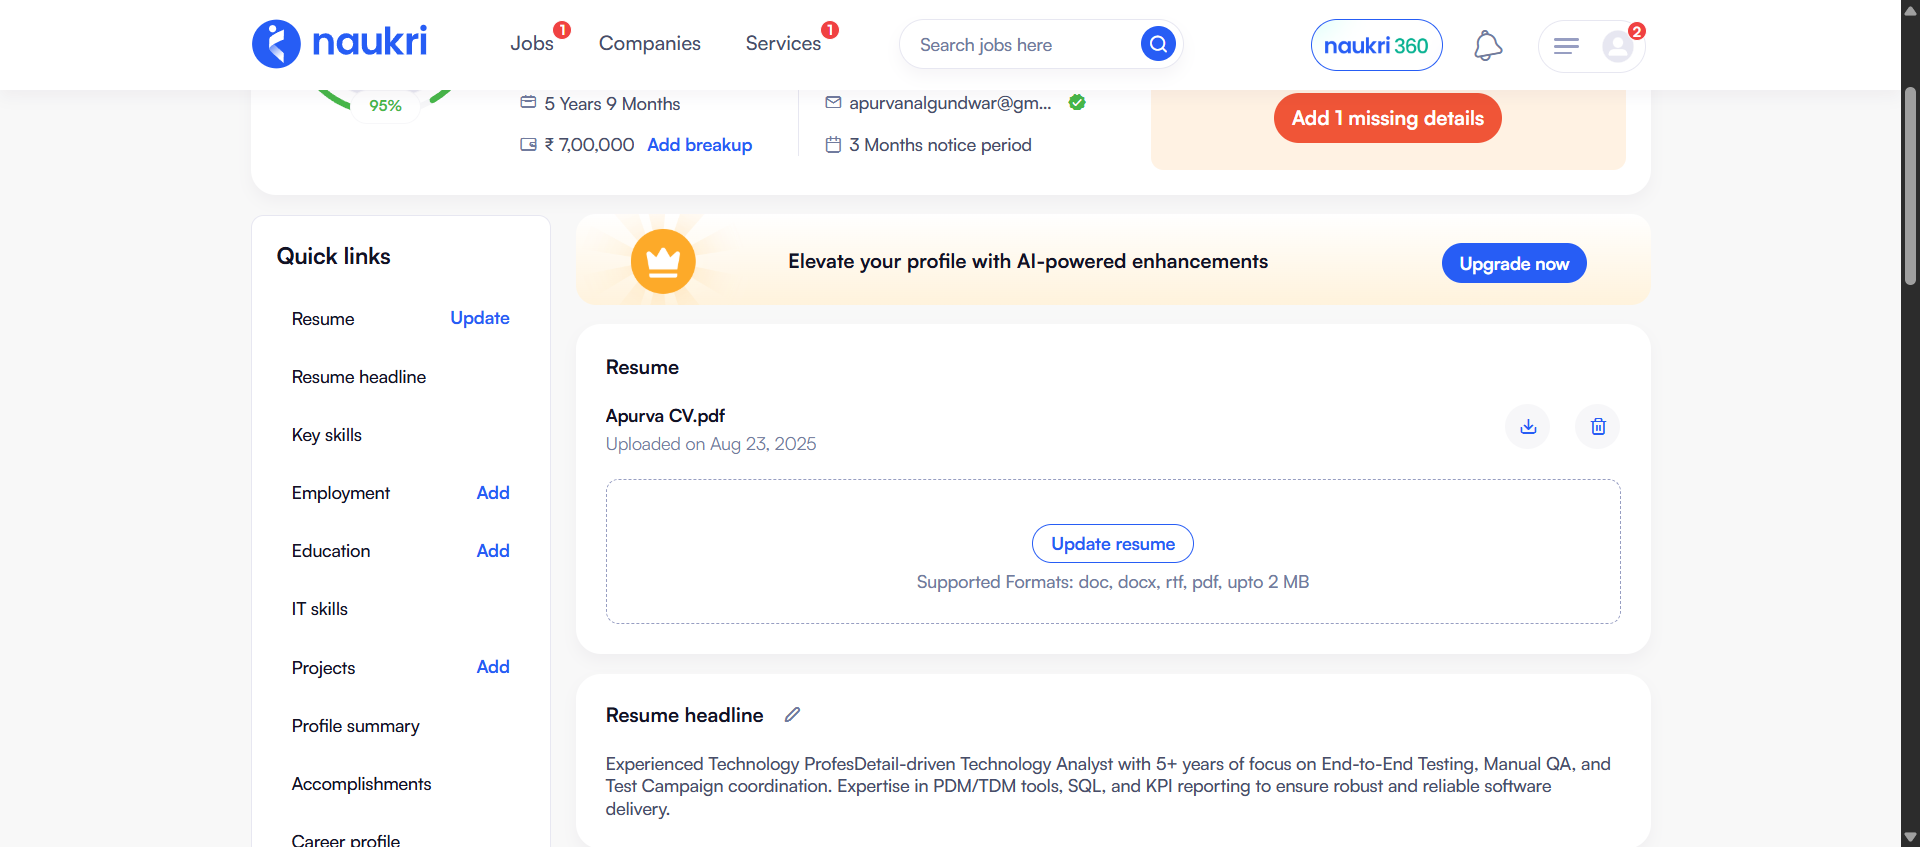 naukri
Jobs 1
Companies
Services 1
Search jobs here
naukri 360
2
95%
5 Years 9 Months
apurvanalgundwar@gm...
Add 1 missing details
₹ 7,00,000 Add breakup
3 Months notice period
Quick links
Resume Update
Resume headline
Key skills
Employment Add
Education Add
IT skills
Projects Add
Profile summary
Accomplishments
Career profile
Elevate your profile with AI-powered enhancements
Upgrade now
Resume
Apurva CV.pdf
Uploaded on Aug 23, 2025
Update resume
Supported Formats: doc, docx, rtf, pdf, upto 2 MB
Resume headline
Experienced Technology ProfesDetail-driven Technology Analyst with 5+ years of focus on End-to-End Testing, Manual QA, and
Test Campaign coordination. Expertise in PDM/TDM tools, SQL, and KPI reporting to ensure robust and reliable software
delivery.